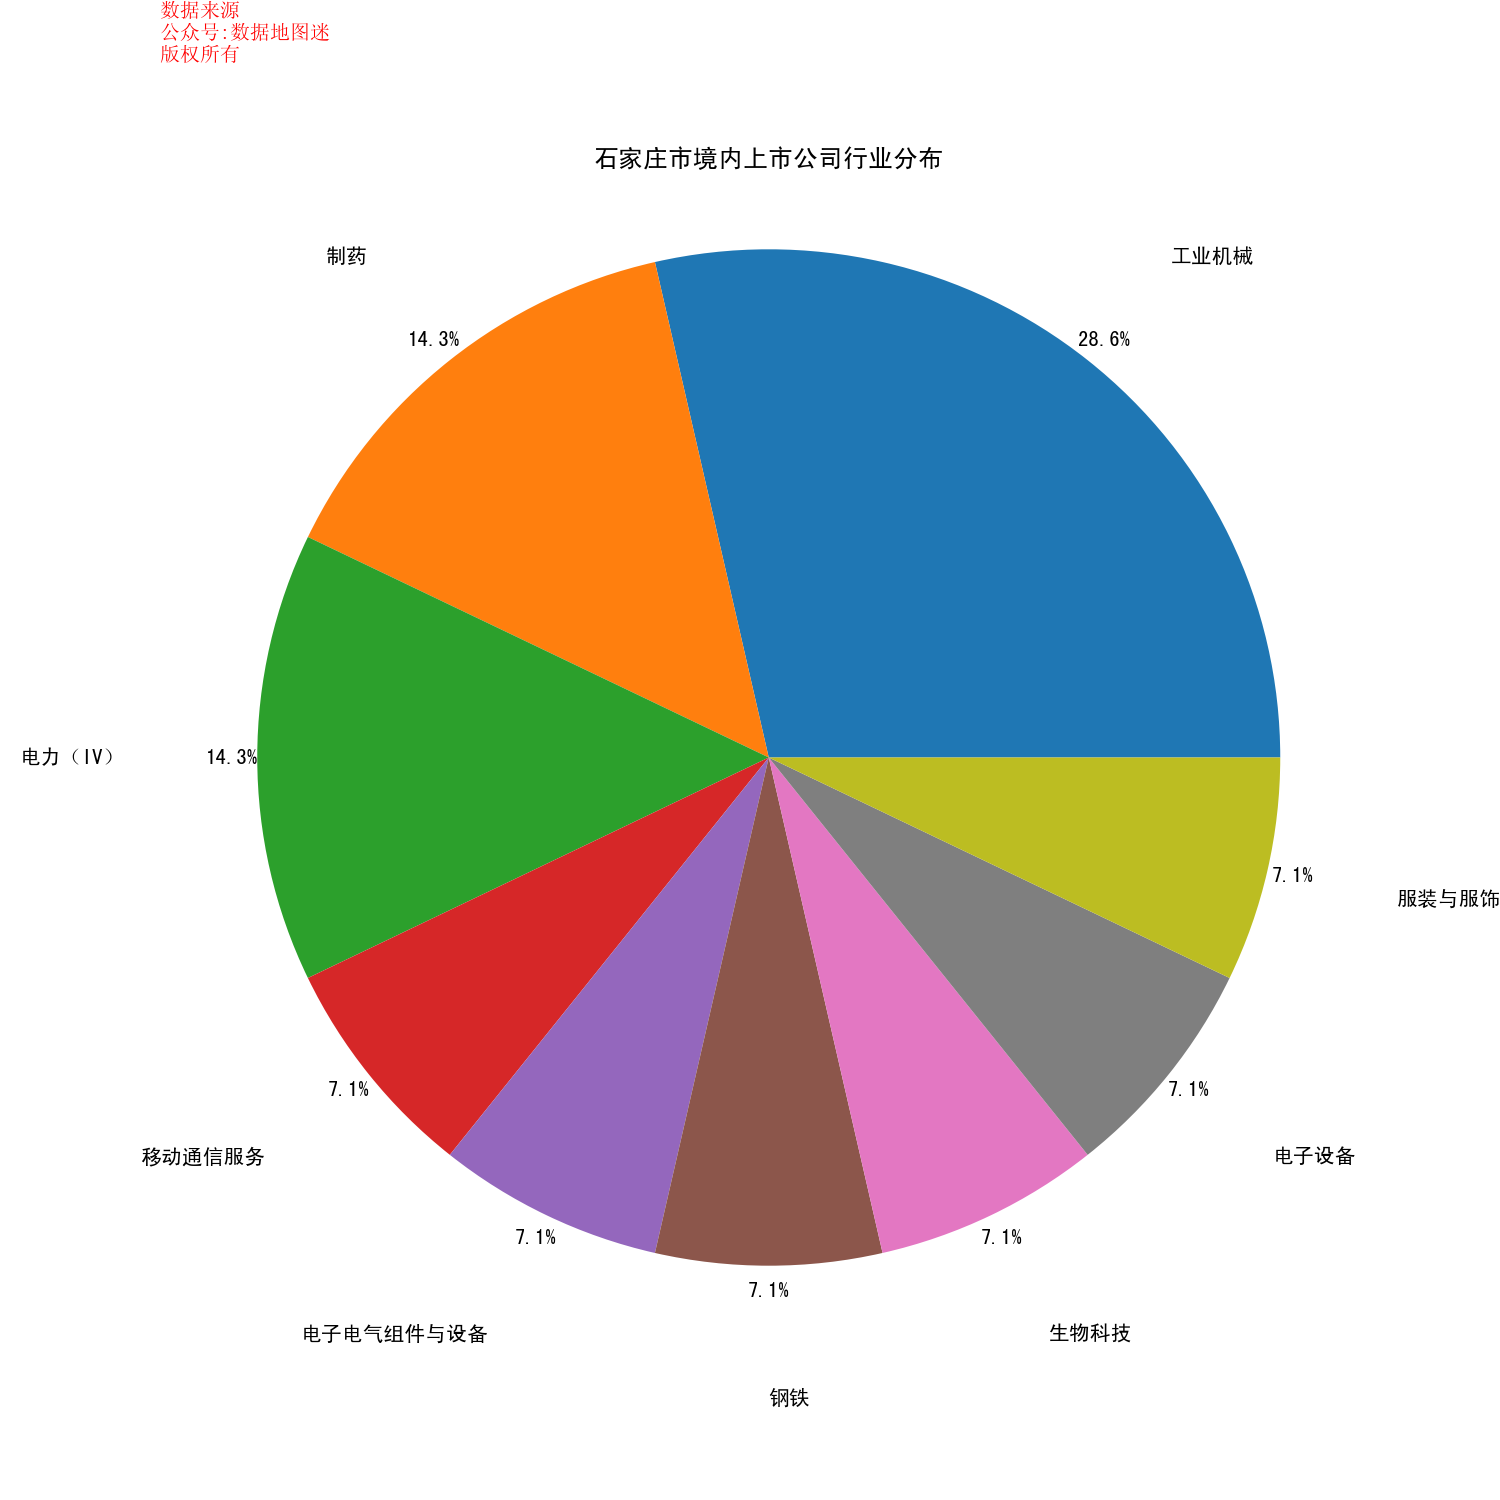 数据来源
公众号:数据地图迷
版权所有
石家庄市境内上市公司行业分布
制药
工业机械
14.3%
28.6%
电力（IV）
14.3%
7.1%
服装与服饰
7.1%
7.1%
移动通信服务
电子设备
7.1%
7.1%
7.1%
电子电气组件与设备
生物科技
钢铁